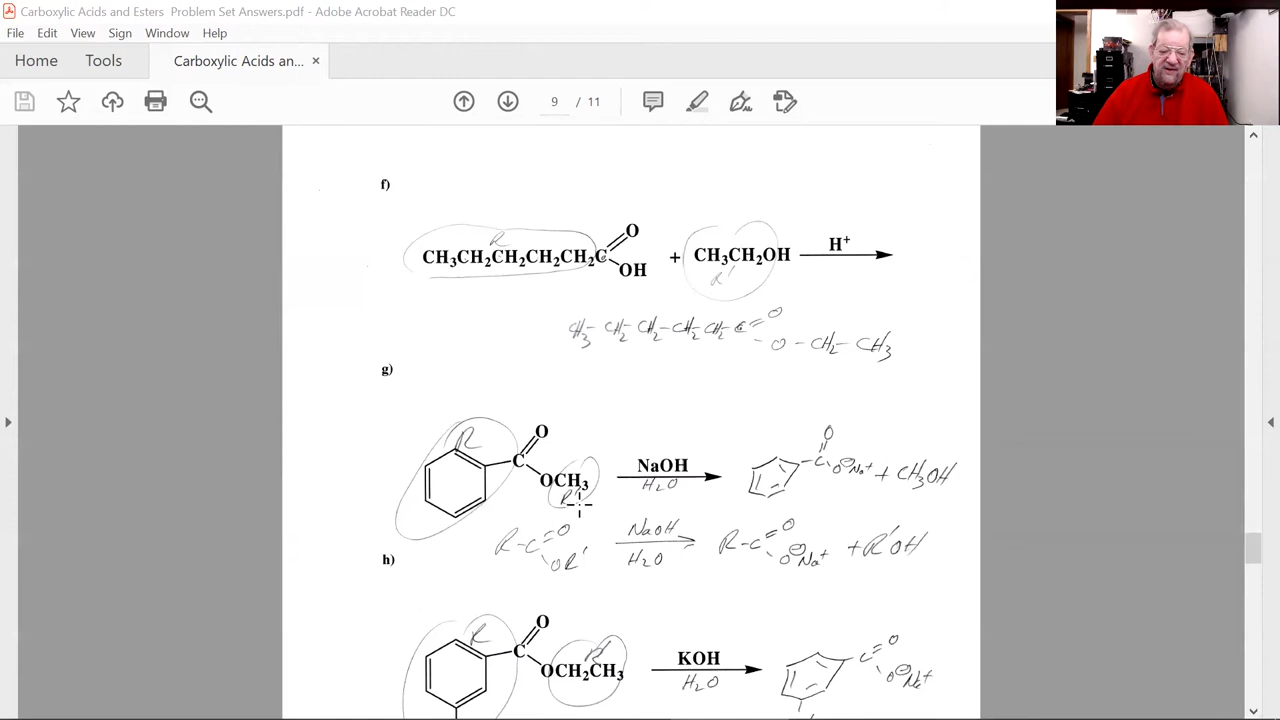 Carboxylic Acids and Esters Problem Set Answers.pdf - Adobe Acrobat Reader DC
File Edit View Sign Window Help
Home Tools Carboxylic Acids an... ×
9 / 11
f)
R
CH₃CH₂CH₂CH₂CH₂C
O
OH
+ CH₃CH₂OH
R'
H⁺
CH₃-CH₂-CH₂-CH₂-CH₂-C=O
-O-CH₂-CH₃
g)
R
C
O
OCH₃
R'
NaOH
H₂O
O
C O⊖Na⁺ + CH₃OH
R-C=O
OR'
NaOH
H₂O
R-C=O
O⊖Na⁺ + R'OH
h)
R
C
O
OCH₂CH₃
R'
KOH
H₂O
C=O
O⊖Na⁺